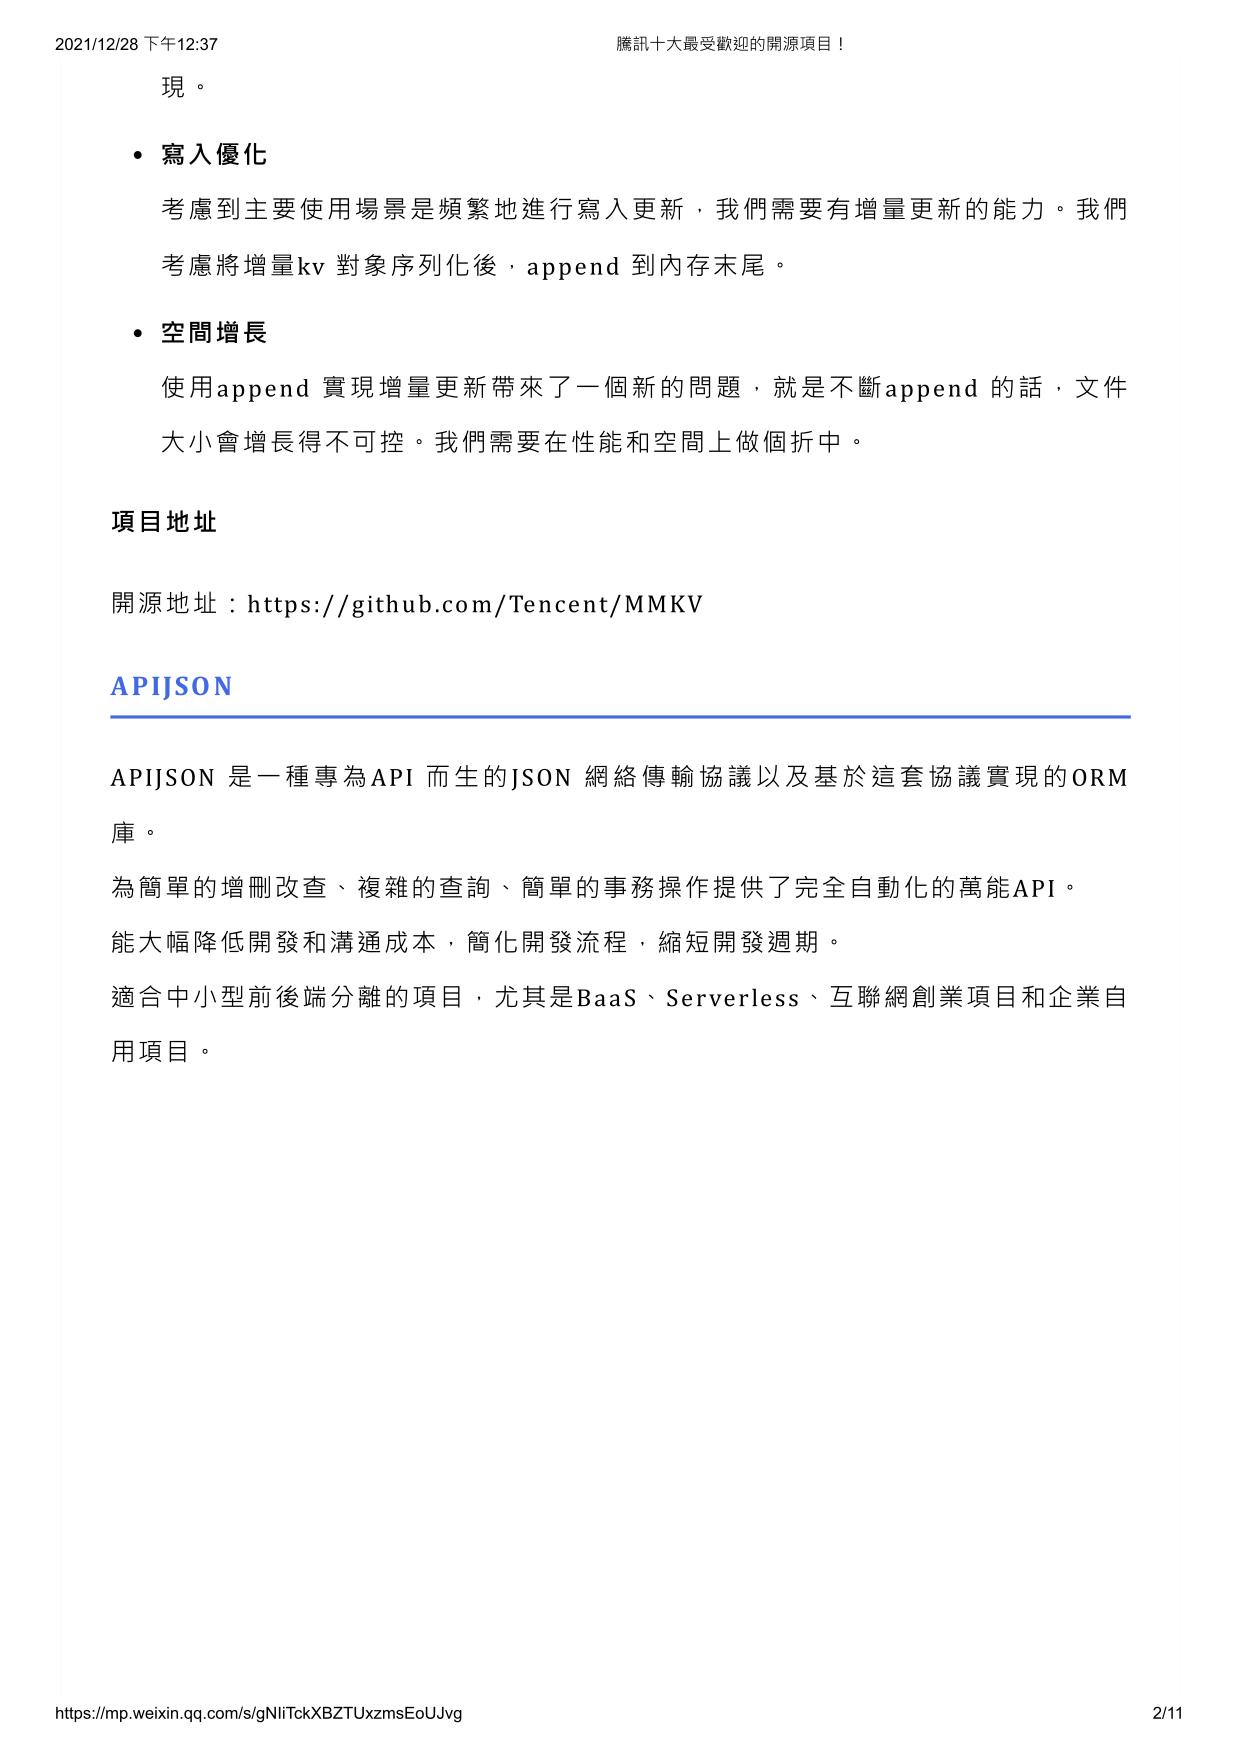 2021/12/28 下午12:37
騰訊十大最受歡迎的開源項目！
現。
• 寫入優化
考慮到主要使用場景是頻繁地進行寫入更新，我們需要有增量更新的能力。我們
考慮將增量kv 對象序列化後，append 到內存末尾。
• 空間增長
使用append 實現增量更新帶來了一個新的問題，就是不斷append 的話，文件
大小會增長得不可控。我們需要在性能和空間上做個折中。
項目地址
開源地址：https://github.com/Tencent/MMKV
APIJSON
APIJSON 是一種專為API 而生的JSON 網絡傳輸協議以及基於這套協議實現的ORM
庫。
為簡單的增刪改查、複雜的查詢、簡單的事務操作提供了完全自動化的萬能API。
能大幅降低開發和溝通成本，簡化開發流程，縮短開發週期。
適合中小型前後端分離的項目，尤其是BaaS、Serverless、互聯網創業項目和企業自
用項目。
https://mp.weixin.qq.com/s/gNIiTckXBZTUxzmsEoUJvg
2/11